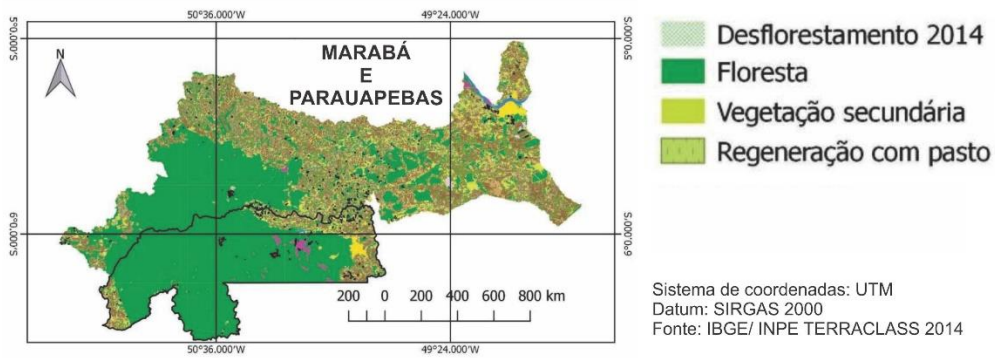 50°36.000'W 49°24.000'W
5°0.000'S
5°0.000'S
N
MARABÁ
E
PARAUAPEBAS
6°0.000'S
6°0.000'S
200 0 200 400 600 800 km
50°36.000'W 49°24.000'W
Desflorestamento 2014
Floresta
Vegetação secundária
Regeneração com pasto
Sistema de coordenadas: UTM
Datum: SIRGAS 2000
Fonte: IBGE/ INPE TERRACLASS 2014